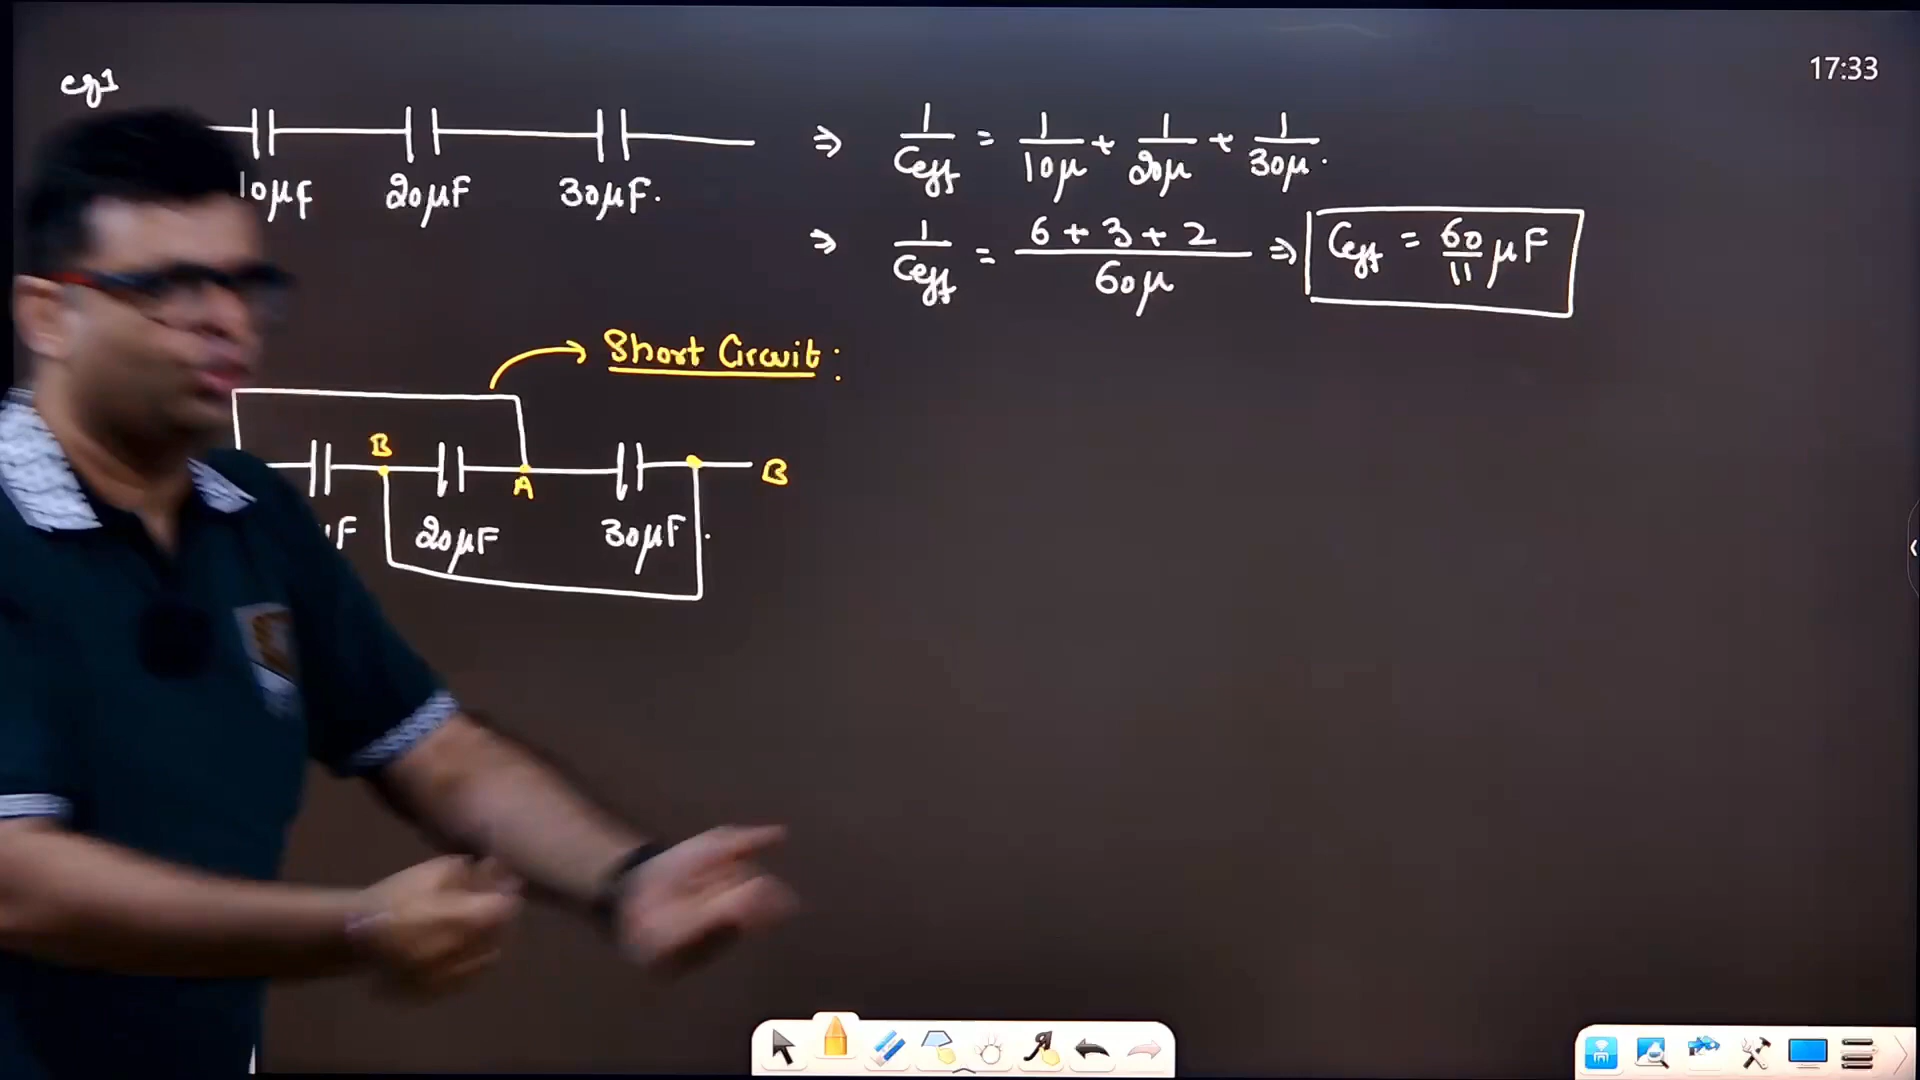 17:33
eg1
10μF 20μF 30μF.
⇒ 1/Ceff = 1/10μ + 1/20μ + 1/30μ.
⇒ 1/Ceff = 6 + 3 + 2/60μ ⇒ Ceff = 60/11 μF
Short Circuit:
B A B
μF 20μF 30μF.